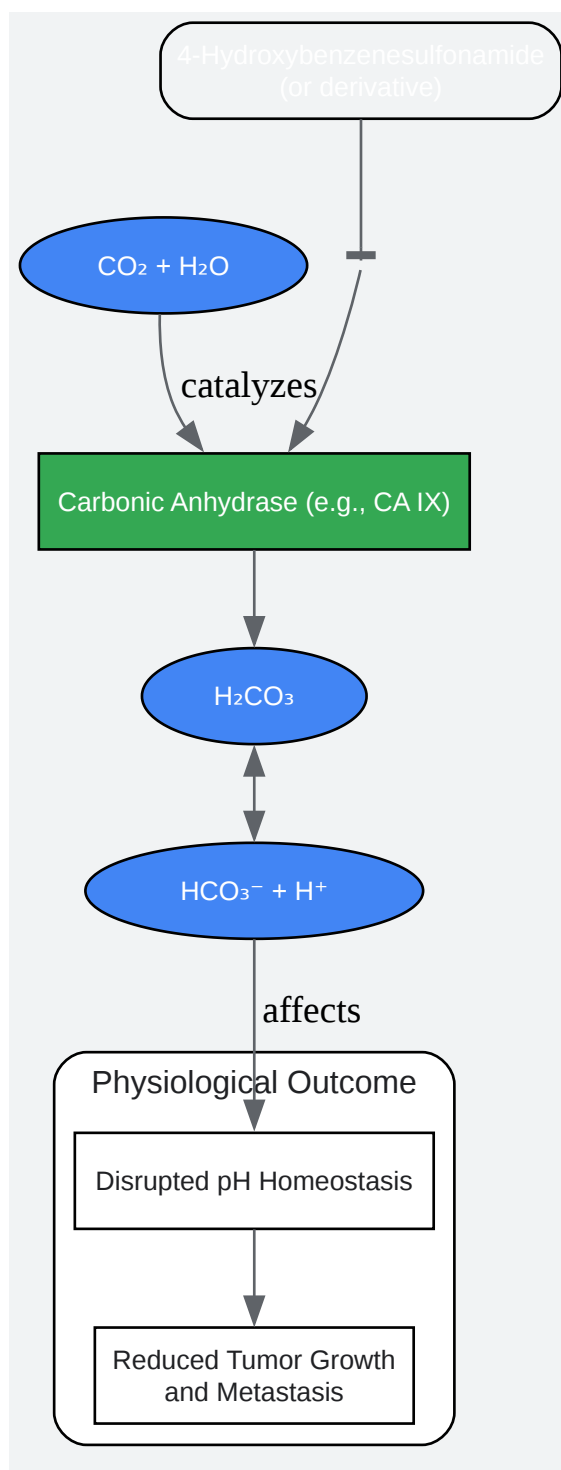 4-Hydroxybenzenesulfonamide
(or derivative)
CO₂ + H₂O
catalyzes
Carbonic Anhydrase (e.g., CA IX)
H₂CO₃
HCO₃⁻ + H⁺
affects
Physiological Outcome
Disrupted pH Homeostasis
Reduced Tumor Growth
and Metastasis